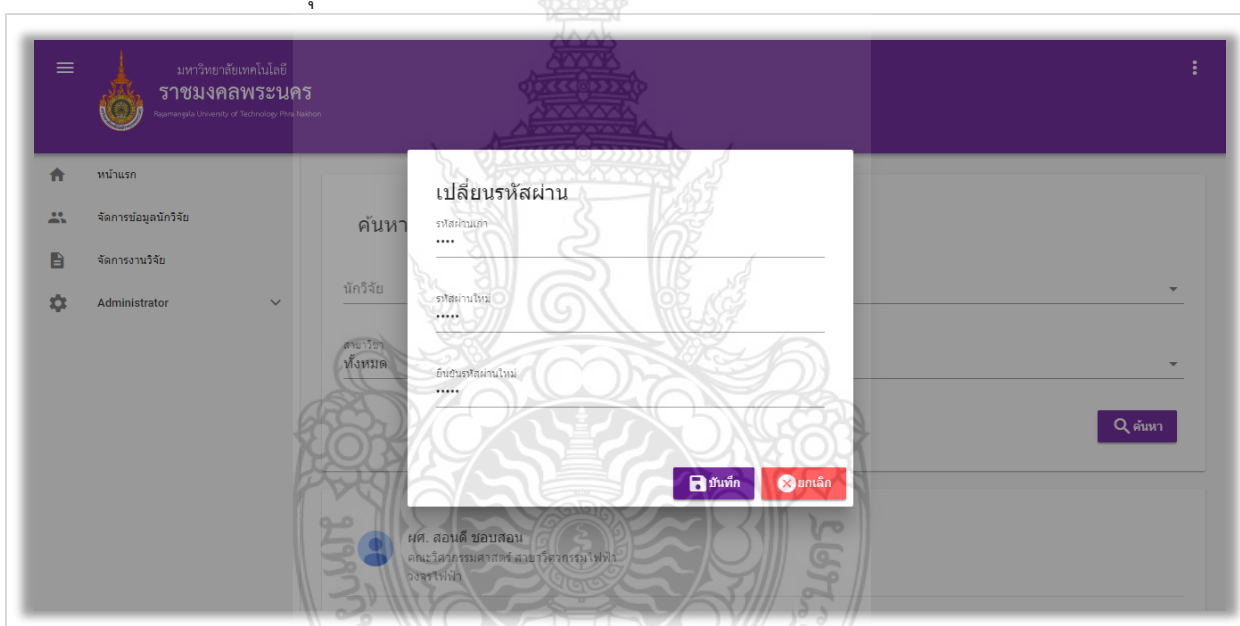 มหาวิทยาลัยเทคโนโลยี
ราชมงคลพระนคร
Rajamangala University of Technology Phra Nakhon
หน้าแรก
จัดการข้อมูลนักวิจัย
จัดการงานวิจัย
Administrator
ค้นหา
นักวิจัย
สาขาวิชา
ทั้งหมด
ค้นหา
เปลี่ยนรหัสผ่าน
รหัสผ่านเก่า
••••
รหัสผ่านใหม่
•••••
ยืนยันรหัสผ่านใหม่
•••••
บันทึก ยกเลิก
ผศ. สอนดี ชอบสอน
คณะวิศวกรรมศาสตร์ สาขาวิศวกรรมไฟฟ้า
วงจรไฟฟ้า